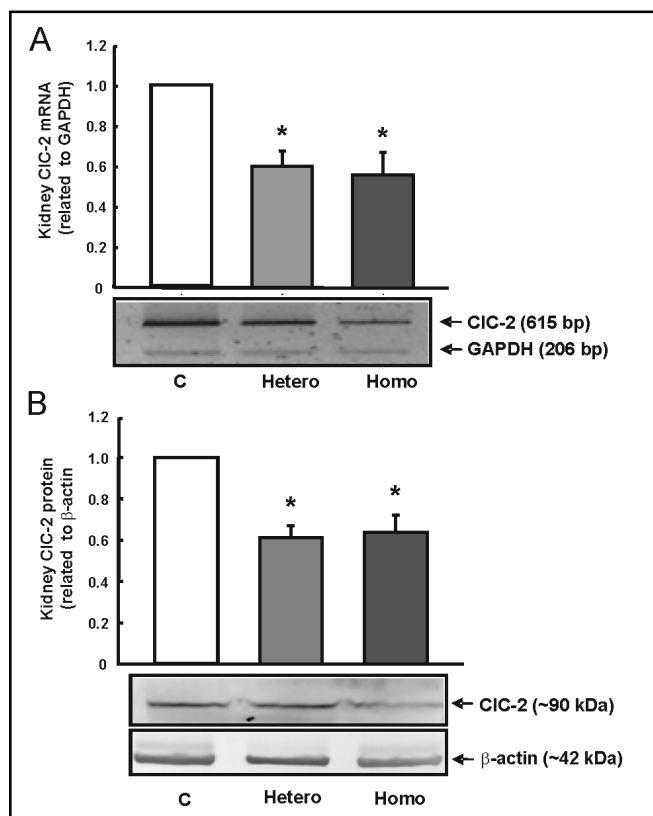 A
Kidney ClC-2 mRNA
(related to GAPDH)
1.2
1.0
0.8
0.6
0.4
0.2
0
*
*
ClC-2 (615 bp)
GAPDH (206 bp)
C Hetero Homo
B
Kidney ClC-2 protein
(related to β-actin
1.2
1.0
0.8
0.6
0.4
0.2
0
*
*
ClC-2 (~90 kDa)
β-actin (~42 kDa)
C Hetero Homo